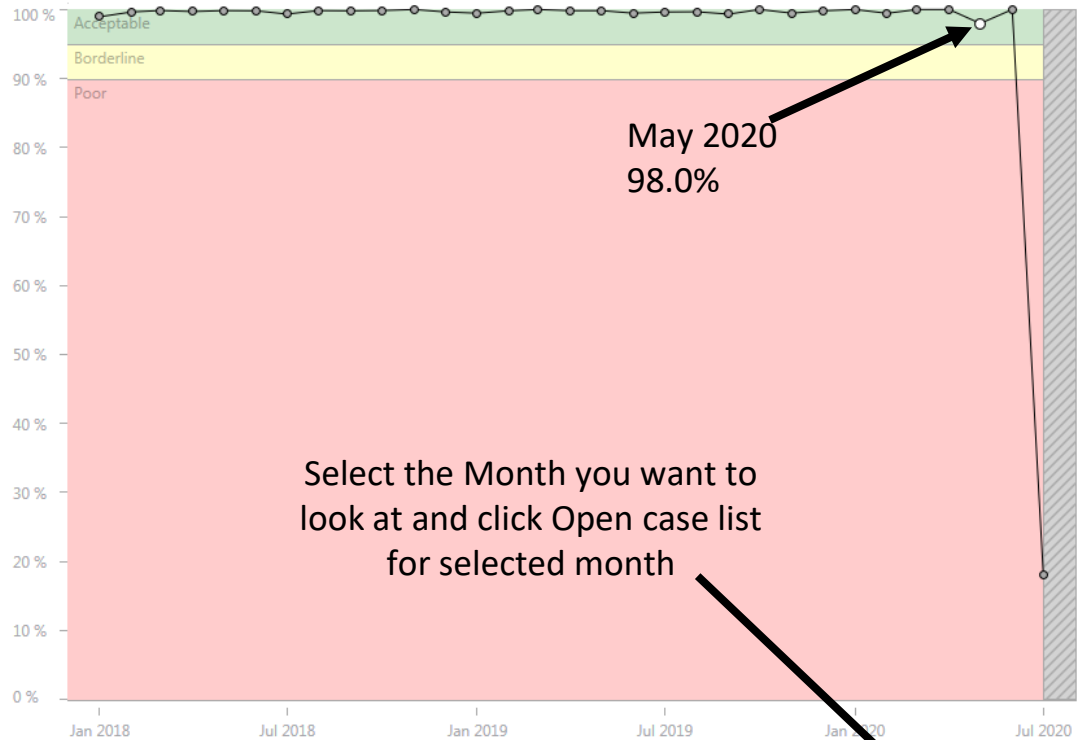 100 %
Acceptable
Borderline
90 %
Poor
May 2020
98.0%
80 %
70 %
60 %
50 %
40 %
Select the Month you want to
look at and click Open case list
for selected month
30 %
20 %
10 %
0 %
Jan 2018
Jul 2018
Jan 2019
Jul 2019
Jan 2020
Jul 2020